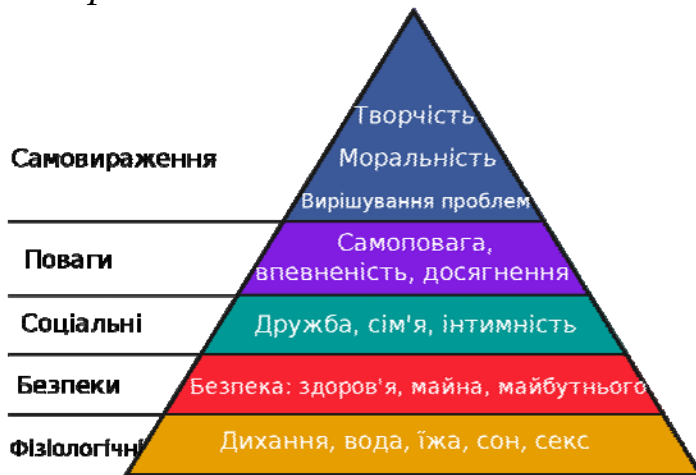 Самовираження
Творчість
Моральність
Вирішування проблем
Поваги
Самоповага,
впевненість, досягнення
Соціальні
Дружба, сім'я, інтимність
Безпеки
Безпека: здоров'я, майна, майбутнього
Фізіологічні
Дихання, вода, їжа, сон, секс